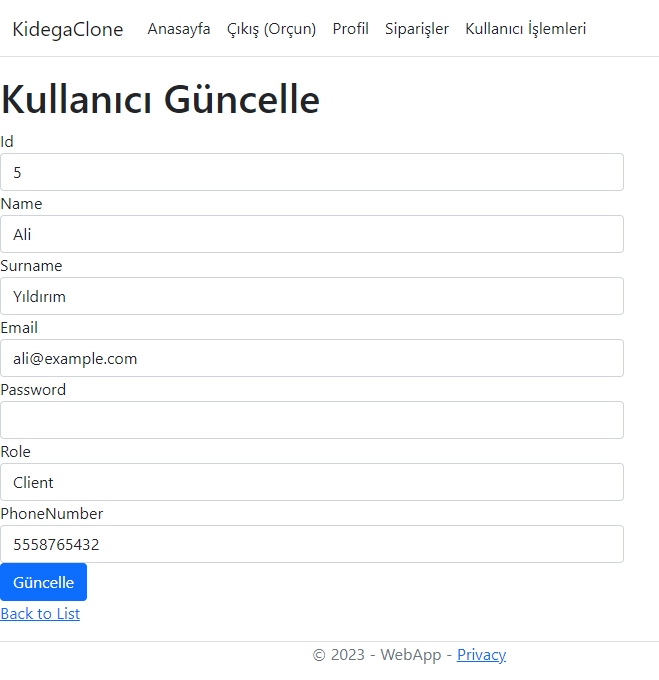 KidegaClone Anasayfa Çıkış (Orçun) Profil Siparişler Kullanıcı İşlemleri
Kullanıcı Güncelle
Id
5
Name
Ali
Surname
Yıldırım
Email
ali@example.com
Password
Role
Client
PhoneNumber
5558765432
Güncelle
Back to List
© 2023 - WebApp - Privacy